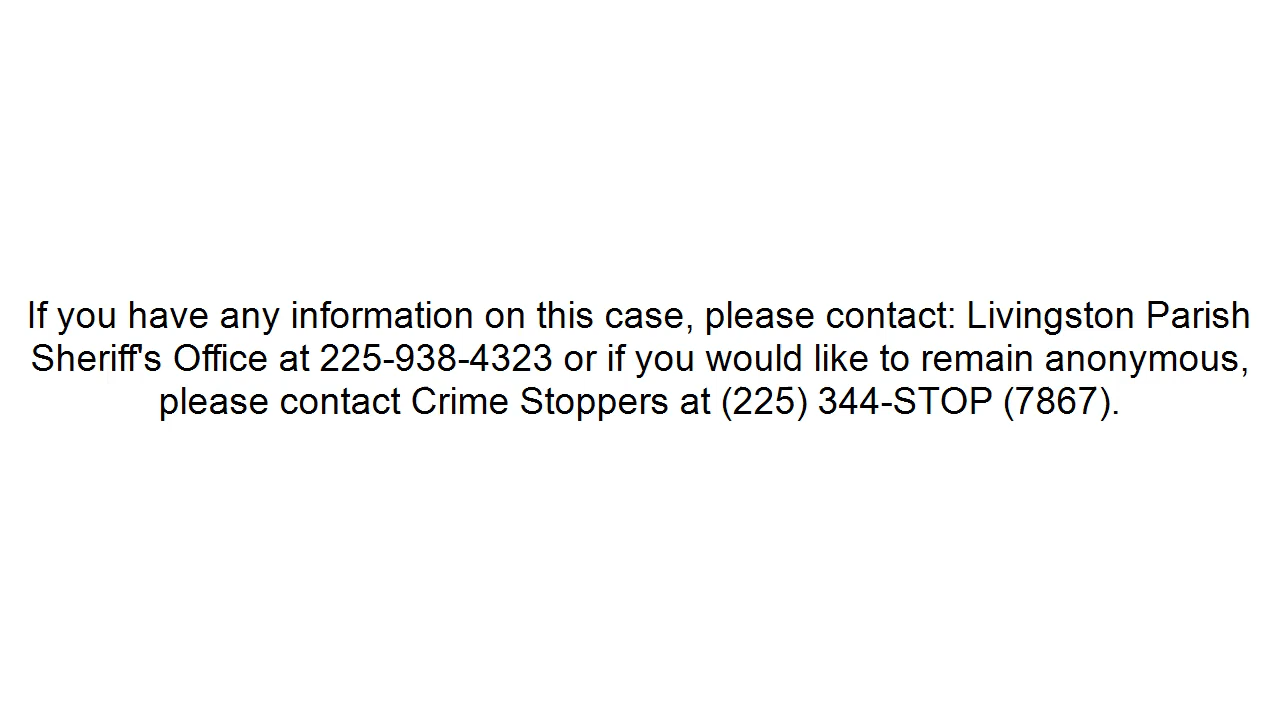 If you have any information on this case, please contact: Livingston Parish
Sheriff's Office at 225-938-4323 or if you would like to remain anonymous,
please contact Crime Stoppers at (225) 344-STOP (7867).